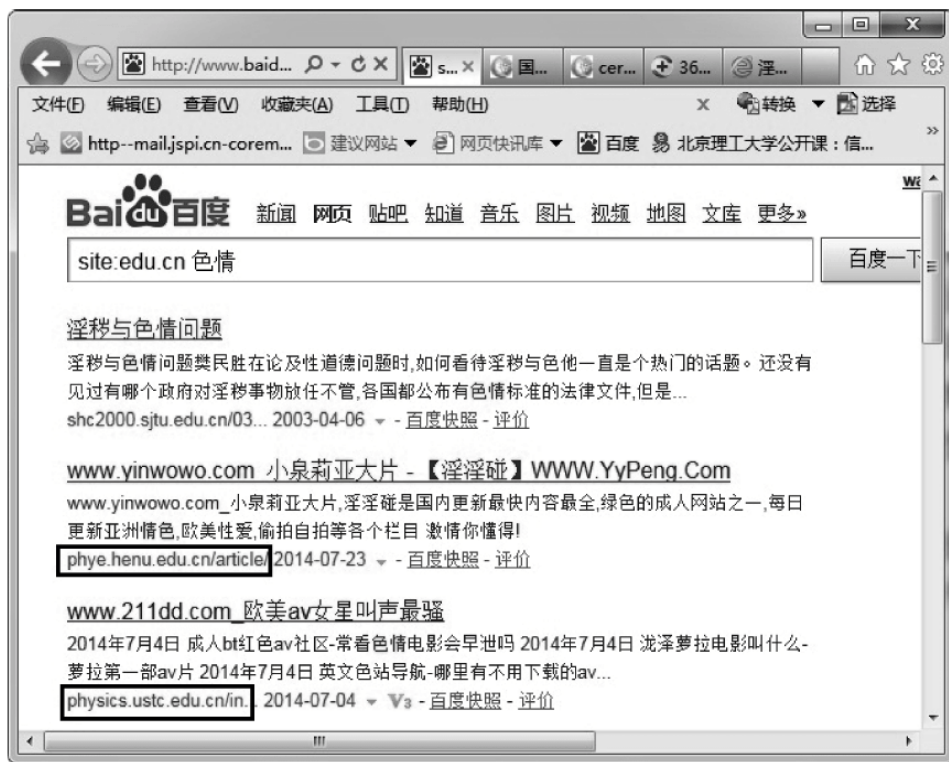 http://www.baid... s... 国... cer... 36... 淫...
文件(F) 编辑(E) 查看(V) 收藏夹(A) 工具(T) 帮助(H) x 转换 选择
http--mail.jspi.cn-corem... 建议网站 网页快讯库 百度 北京理工大学公开课：信... »
Bai du 百度 新闻 网页 贴吧 知道 音乐 图片 视频 地图 文库 更多»
site:edu.cn 色情 百度一下
淫秽与色情问题
淫秽与色情问题樊民胜在论及性道德问题时,如何看待淫秽与色他一直是个热门的话题。还没有
见过有哪个政府对淫秽事物放任不管,各国都公布有色情标准的法律文件,但是...
shc2000.sjtu.edu.cn/03... 2003-04-06 - 百度快照 - 评价
www.yinwowo.com_小泉莉亚大片 - 【淫淫碰】WWW.YyPeng.Com
www.yinwowo.com_小泉莉亚大片,淫淫碰是国内更新最快内容最全,绿色的成人网站之一,每日
更新亚洲情色,欧美性爱,偷拍自拍等各个栏目 激情你懂得!
phye.henu.edu.cn/article/ 2014-07-23 - 百度快照 - 评价
www.211dd.com_欧美av女星叫声最骚
2014年7月4日 成人bt红色av社区-常看色情电影会早泄吗 2014年7月4日 泷泽萝拉电影叫什么-
萝拉第一部av片 2014年7月4日 英文色站导航-哪里有不用下载的av...
physics.ustc.edu.cn/in... 2014-07-04 V3 - 百度快照 - 评价